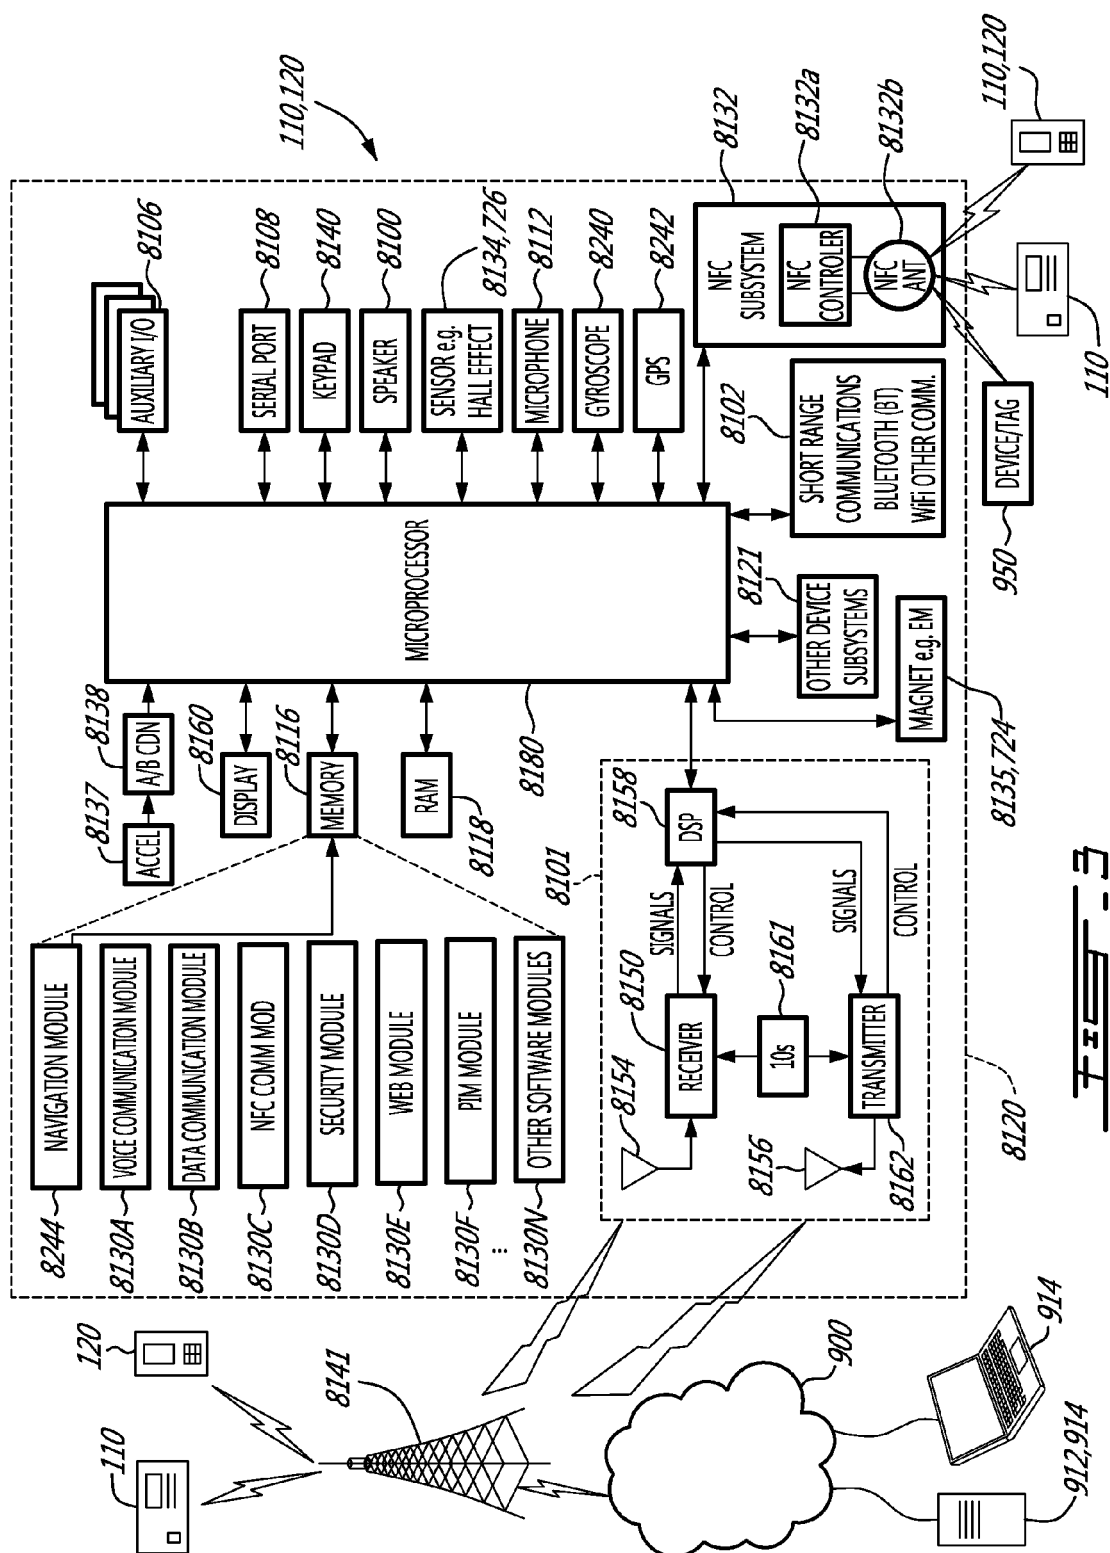 110
120
8141
900
912,914
914
8244
NAVIGATION MODULE
8130A
VOICE COMMUNICATION MODULE
8130B
DATA COMMUNICATION MODULE
8130C
NFC COMM MOD
8130D
SECURITY MODULE
8130E
WEB MODULE
8130F
PIM MODULE
...
8130N
OTHER SOFTWARE MODULES
8137
ACCEL
8138
A/B CDN
8160
DISPLAY
8116
MEMORY
RAM
8118
8180
MICROPROCESSOR
AUXILIARY I/O
8106
SERIAL PORT
8108
KEYPAD
8140
SPEAKER
8100
SENSOR e.g.
HALL EFFECT
8134,726
MICROPHONE
8112
GYROSCOPE
8240
GPS
8242
110,120
8101
8154
8150
RECEIVER
SIGNALS
CONTROL
8158
DSP
8161
10s
8156
8162
TRANSMITTER
SIGNALS
CONTROL
8120
OTHER DEVICE
SUBSYSTEMS
8121
MAGNET e.g. EM
8135,724
8102
SHORT RANGE
COMMUNICATIONS
BLUETOOTH (BT)
WiFi OTHER COMM.
NFC
SUBSYSTEM
8132
NFC
CONTROLER
8132a
NFC
ANT
8132b
950
DEVICE/TAG
110
110,120
FIG - 3